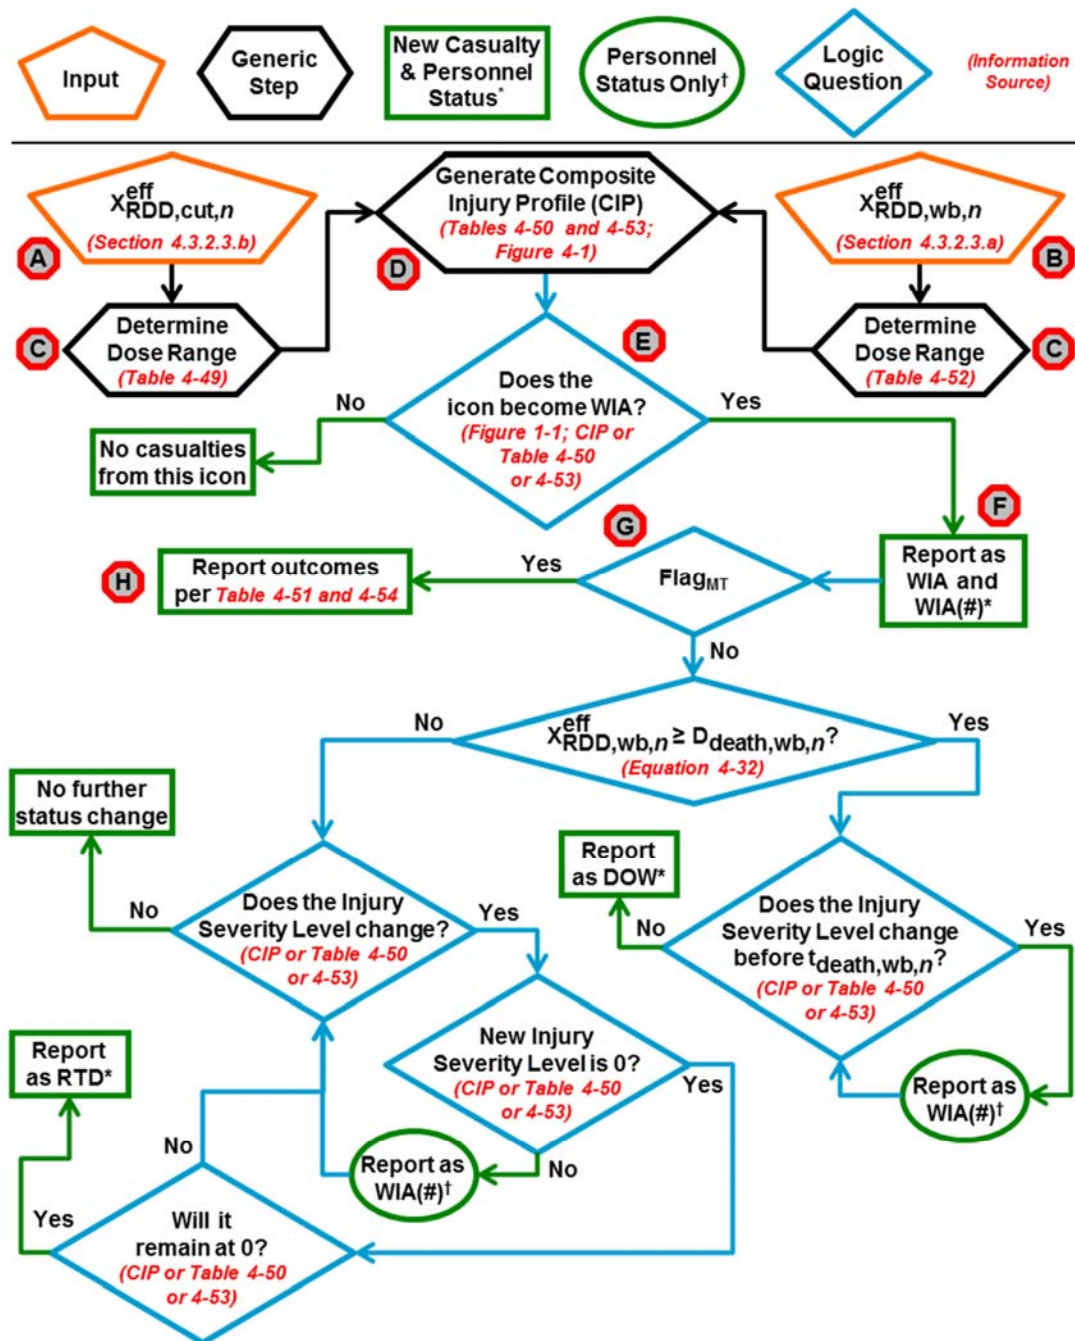 Input
Generic
Step
New Casualty
& Personnel
Status*
Personnel
Status Only†
Logic
Question
(Information
Source)
X^eff_RDD,cut,n
(Section 4.3.2.3.b)
A
Generate Composite
Injury Profile (CIP)
(Tables 4-50 and 4-53;
Figure 4-1)
D
X^eff_RDD,wb,n
(Section 4.3.2.3.a)
B
C
Determine
Dose Range
(Table 4-49)
Determine
Dose Range
(Table 4-52)
C
E
Does the
icon become WIA?
(Figure 1-1; CIP or
Table 4-50
or 4-53)
No
Yes
No casualties
from this icon
F
Report as
WIA and
WIA(#)*
G
Flag_MT
Yes
H
Report outcomes
per Table 4-51 and 4-54
No
X^eff_RDD,wb,n ≥ D_death,wb,n?
(Equation 4-32)
No
Yes
No further
status change
Does the Injury
Severity Level change?
(CIP or Table 4-50
or 4-53)
No
Yes
Report
as DOW*
No
Does the Injury
Severity Level change
before t_death,wb,n?
(CIP or Table 4-50
or 4-53)
Yes
Report as
WIA(#)†
New Injury
Severity Level is 0?
(CIP or Table 4-50
or 4-53)
Yes
No
Report as
WIA(#)†
Report
as RTD*
No
Yes
Will it
remain at 0?
(CIP or Table 4-50
or 4-53)